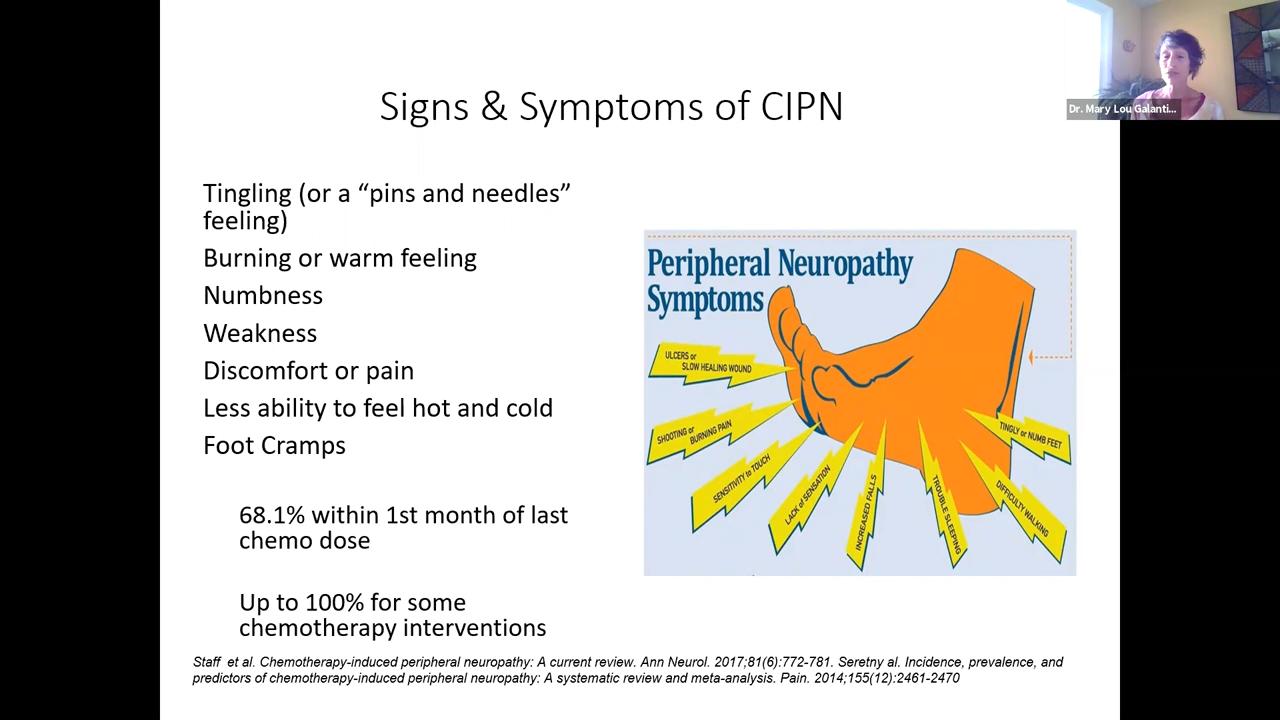 Dr. Mary Lou Galanti...
Signs & Symptoms of CIPN
Tingling (or a “pins and needles”
feeling)
Burning or warm feeling
Numbness
Weakness
Discomfort or pain
Less ability to feel hot and cold
Foot Cramps
68.1% within 1st month of last
chemo dose
Up to 100% for some
chemotherapy interventions
Peripheral Neuropathy
Symptoms
ULCERS or
SLOW HEALING WOUND
SHOOTING or
BURNING PAIN
SENSITIVITY to TOUCH
LACK of SENSATION
INCREASED FALLS
TROUBLE SLEEPING
DIFFICULTY WALKING
TINGLY or NUMB FEET
Staff et al. Chemotherapy-induced peripheral neuropathy: A current review. Ann Neurol. 2017;81(6):772-781. Seretny al. Incidence, prevalence, and
predictors of chemotherapy-induced peripheral neuropathy: A systematic review and meta-analysis. Pain. 2014;155(12):2461-2470